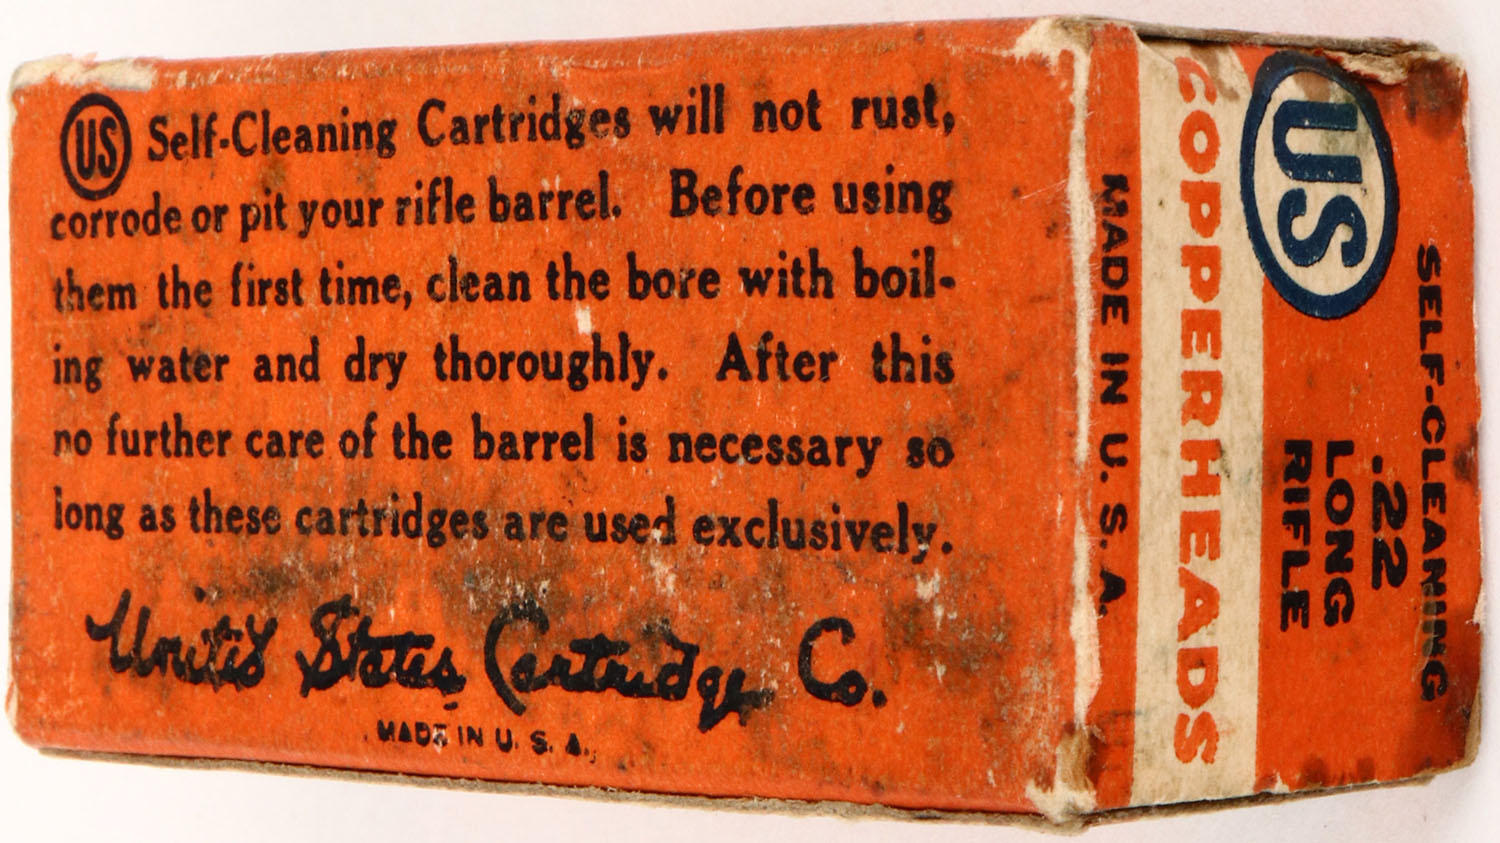 US Self-Cleaning Cartridges will not rust,
corrode or pit your rifle barrel. Before using
them the first time, clean the bore with boil-
ing water and dry thoroughly. After this
no further care of the barrel is necessary so
long as these cartridges are used exclusively.
United States Cartridge Co.
MADE IN U. S. A.
MADE IN U. S. A.
COPPERHEADS
US
.22
LONG
RIFLE
SELF-CLEANING